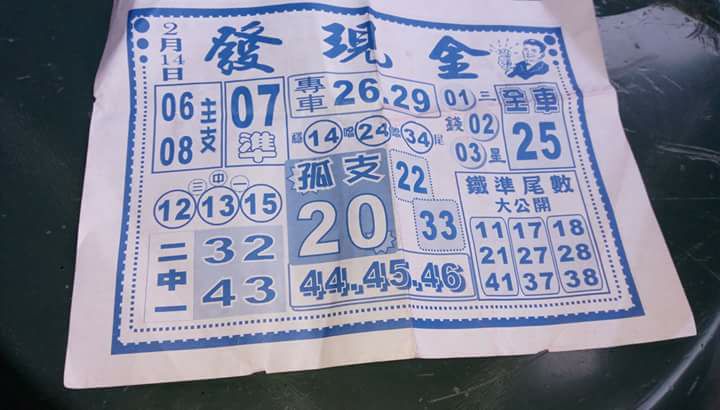 2月14日
發現金
06
08
主支
07
準
專車
26.29
14 24 34 尾
01
02
03
三
錢
星
全車
25
三中一
12 13 15
孤支
20
22
33
鐵準尾數
大公開
11 17 18
21 27 28
41 37 38
二中一
32
43
44..45..46